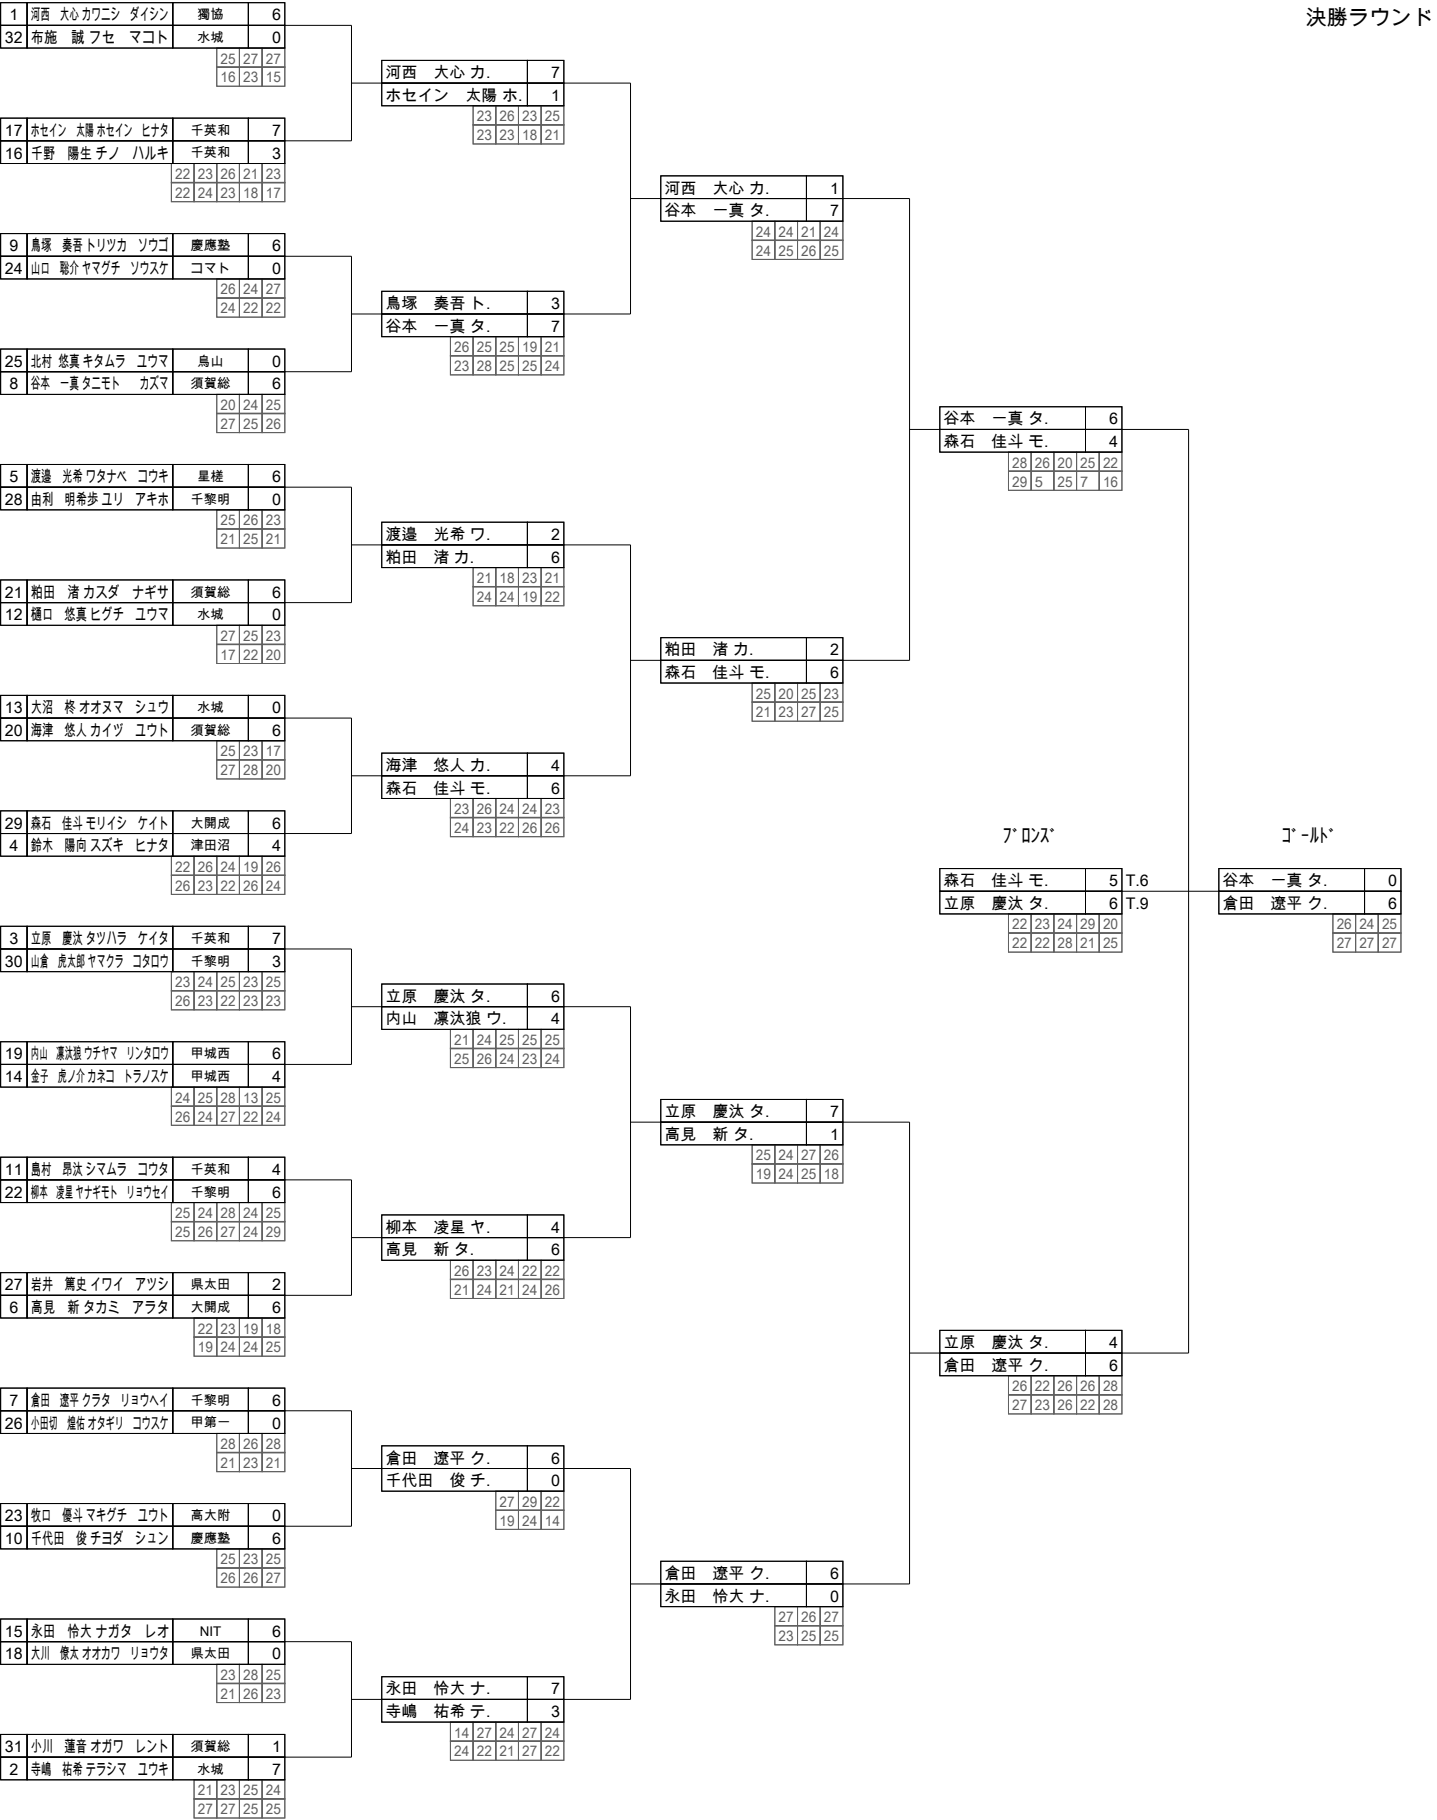 決勝ラウンド
1 河西 大心 カワニシ ダイシン 獨協 6
32 布施 誠 フセ マコト 水城 0
25 27 27
16 23 15
17 ホセイン 太陽 ホセイン ヒナタ 千英和 7
16 千野 陽生 チノ ハルキ 千英和 3
22 23 26 21 23
22 24 23 18 17
9 鳥塚 奏吾 トリツカ ソウゴ 慶應塾 6
24 山口 聡介 ヤマグチ ソウスケ コマト 0
26 24 27
24 22 22
25 北村 悠真 キタムラ ユウマ 烏山 0
8 谷本 一真 タニモト カズマ 須賀総 6
20 24 25
27 25 26
5 渡邉 光希 ワタナベ コウキ 星槎 6
28 由利 明希歩 ユリ アキホ 千黎明 0
25 26 23
21 25 21
21 粕田 渚 カスダ ナギサ 須賀総 6
12 樋口 悠真 ヒグチ ユウマ 水城 0
27 25 23
17 22 20
13 大沼 柊 オオヌマ シュウ 水城 0
20 海津 悠人 カイヅ ユウト 須賀総 6
25 23 17
27 28 20
29 森石 佳斗 モリイシ ケイト 大開成 6
4 鈴木 陽向 スズキ ヒナタ 津田沼 4
22 26 24 19 26
26 23 22 26 24
3 立原 慶汰 タツハラ ケイタ 千英和 7
30 山倉 虎太郎 ヤマクラ コタロウ 千黎明 3
23 24 25 23 25
26 23 22 23 23
19 内山 凛汰狼 ウチヤマ リンタロウ 甲城西 6
14 金子 虎ノ介 カネコ トラノスケ 甲城西 4
24 25 28 13 25
26 24 27 22 24
11 島村 昂汰 シマムラ コウタ 千英和 4
22 柳本 凌星 ヤナギモト リョウセイ 千黎明 6
25 24 28 24 25
25 26 27 24 29
27 岩井 篤史 イワイ アツシ 県太田 2
6 高見 新 タカミ アラタ 大開成 6
22 23 19 18
19 24 24 25
7 倉田 遼平 クラタ リョウヘイ 千黎明 6
26 小田切 煌佑 オタギリ コウスケ 甲第一 0
28 26 28
21 23 21
23 牧口 優斗 マキグチ ユウト 高大附 0
10 千代田 俊 チヨダ シュン 慶應塾 6
25 23 25
26 26 27
15 永田 怜大 ナガタ レオ NIT 6
18 大川 僚太 オオカワ リョウタ 県太田 0
23 28 25
21 26 23
31 小川 蓮音 オガワ レント 須賀総 1
2 寺嶋 祐希 テラシマ ユウキ 水城 7
21 23 25 24
27 27 25 25
河西 大心 カ. 7
ホセイン 太陽 ホ. 1
23 26 23 25
23 23 18 21
鳥塚 奏吾 ト. 3
谷本 一真 タ. 7
26 25 25 19 21
23 28 25 25 24
渡邉 光希 ワ. 2
粕田 渚 カ. 6
21 18 23 21
24 24 19 22
海津 悠人 カ. 4
森石 佳斗 モ. 6
23 26 24 24 23
24 23 22 26 26
立原 慶汰 タ. 6
内山 凛汰狼 ウ. 4
21 24 25 25 25
25 26 24 23 24
柳本 凌星 ヤ. 4
高見 新 タ. 6
26 23 24 22 22
21 24 21 24 26
倉田 遼平 ク. 6
千代田 俊 チ. 0
27 29 22
19 24 14
永田 怜大 ナ. 7
寺嶋 祐希 テ. 3
14 27 24 27 24
24 22 21 27 22
河西 大心 カ. 1
谷本 一真 タ. 7
24 24 21 24
24 25 26 25
粕田 渚 カ. 2
森石 佳斗 モ. 6
25 20 25 23
21 23 27 25
立原 慶汰 タ. 7
高見 新 タ. 1
25 24 27 26
19 24 25 18
倉田 遼平 ク. 6
永田 怜大 ナ. 0
27 26 27
23 25 25
谷本 一真 タ. 6
森石 佳斗 モ. 4
28 26 20 25 22
29 5 25 7 16
ﾌﾞﾛﾝｽﾞ
森石 佳斗 モ. 5 T.6
立原 慶汰 タ. 6 T.9
22 23 24 29 20
22 22 28 21 25
立原 慶汰 タ. 4
倉田 遼平 ク. 6
26 22 26 26 28
27 23 26 22 28
ｺﾞｰﾙﾄﾞ
谷本 一真 タ. 0
倉田 遼平 ク. 6
26 24 25
27 27 27